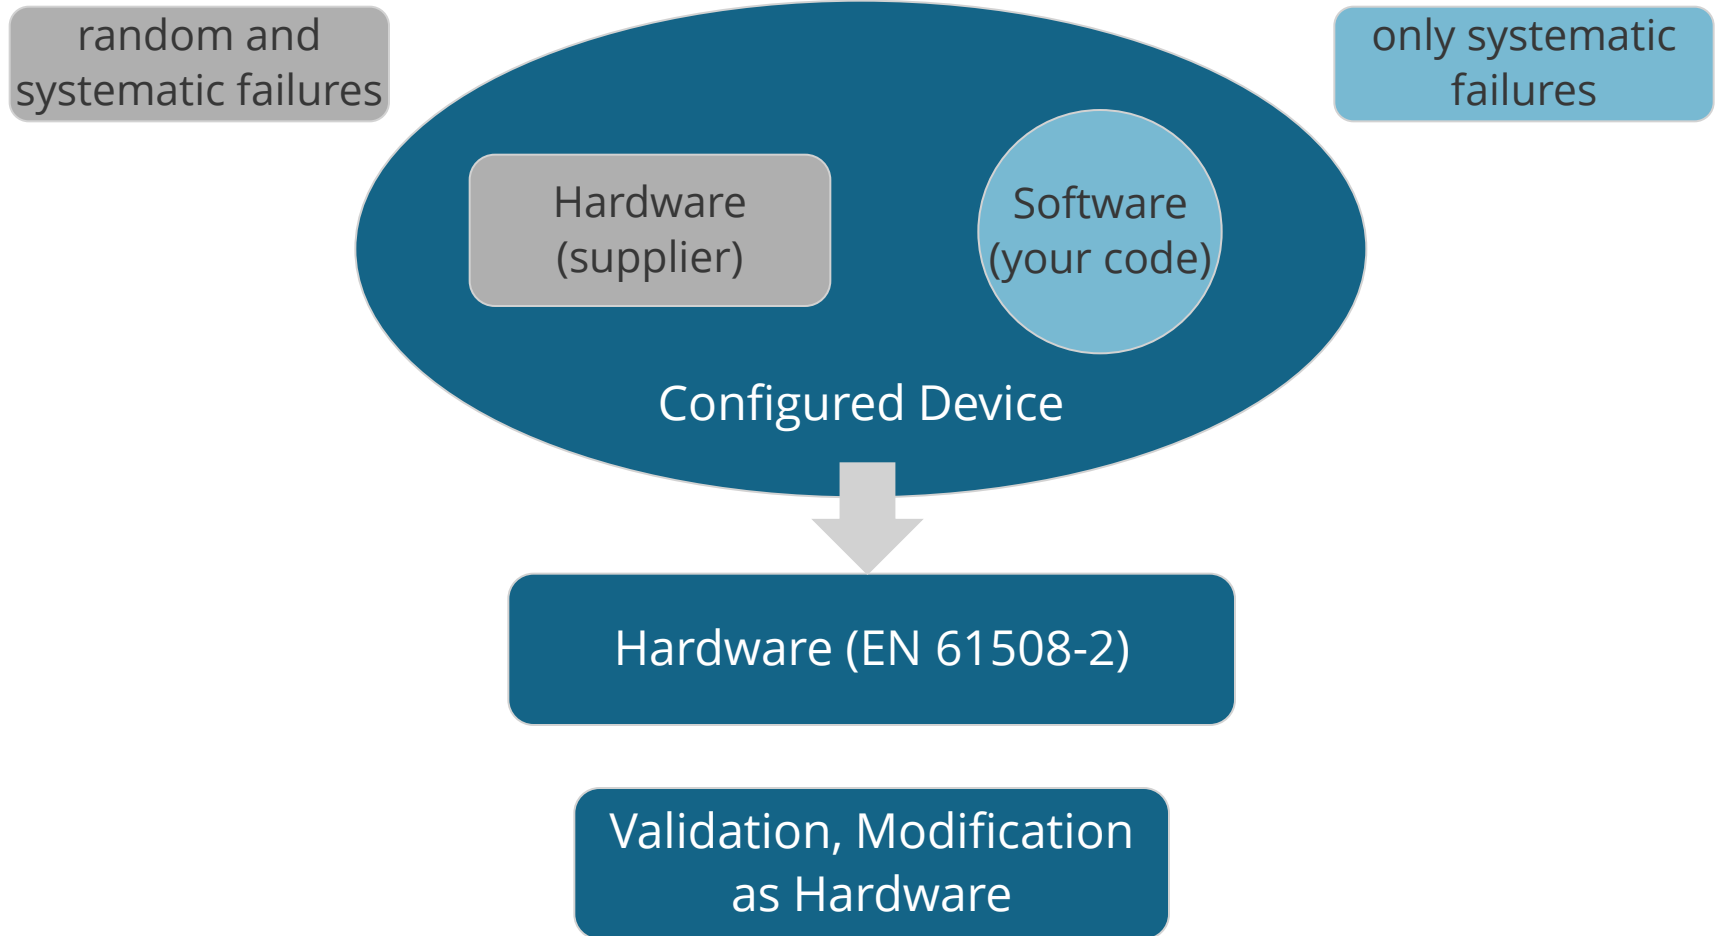 random and
systematic failures
only systematic
failures
Hardware
(supplier)
Software
(your code)
Configured Device
Hardware (EN 61508-2)
Validation, Modification
as Hardware